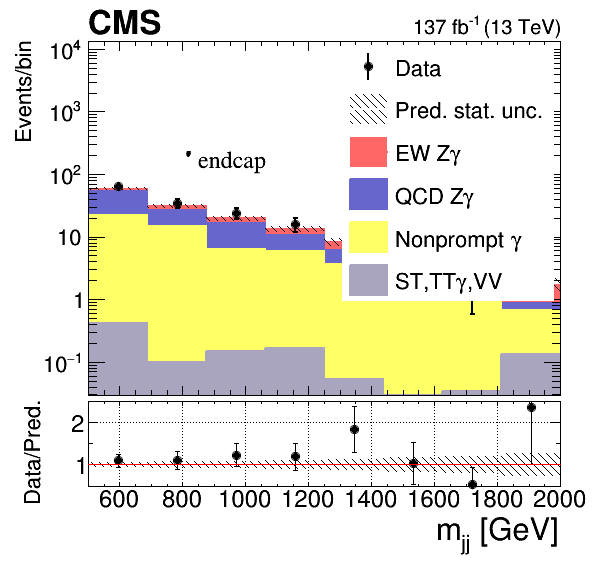 CMS
137 fb⁻¹ (13 TeV)
Events/bin
10⁴
10³
10²
10
1
10⁻¹
Data
Pred. stat. unc.
EW Zγ
QCD Zγ
Nonprompt γ
ST,TTγ,VV
endcap
Data/Pred.
2
1
600 800 1000 1200 1400 1600 1800 2000
m_jj [GeV]